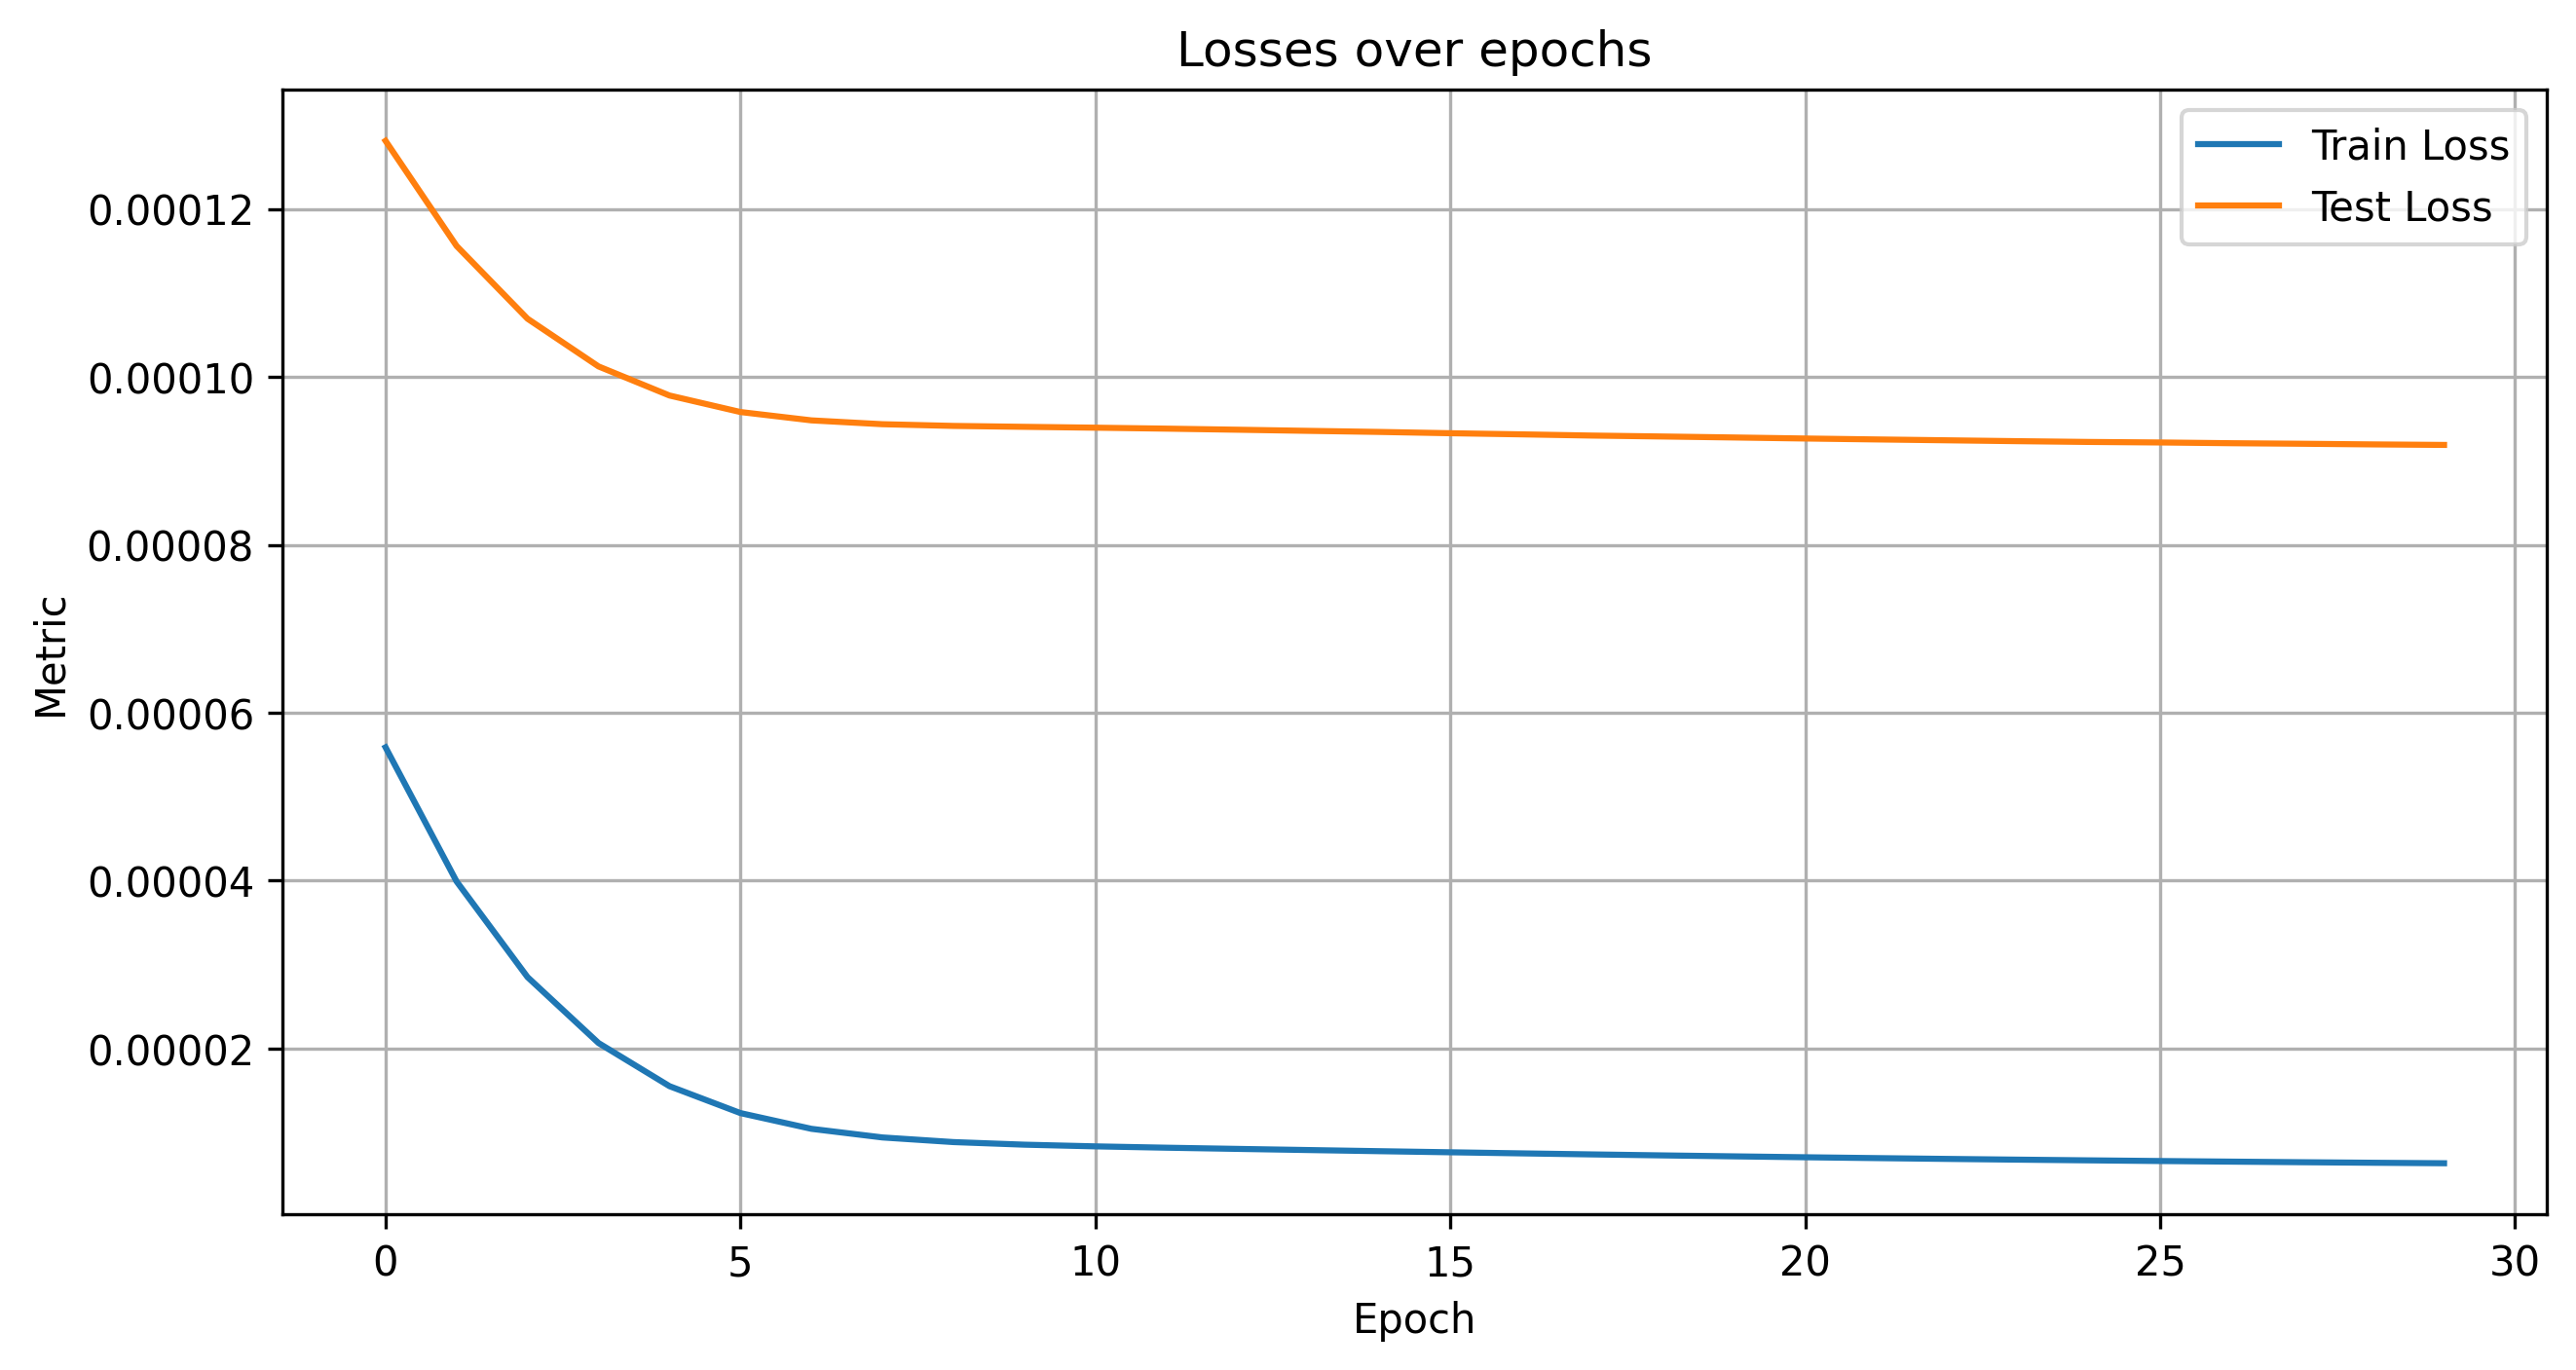 Losses over epochs
Train Loss
Test Loss
0.00012
0.00010
0.00008
0.00006
0.00004
0.00002
Metric
0 5 10 15 20 25 30
Epoch